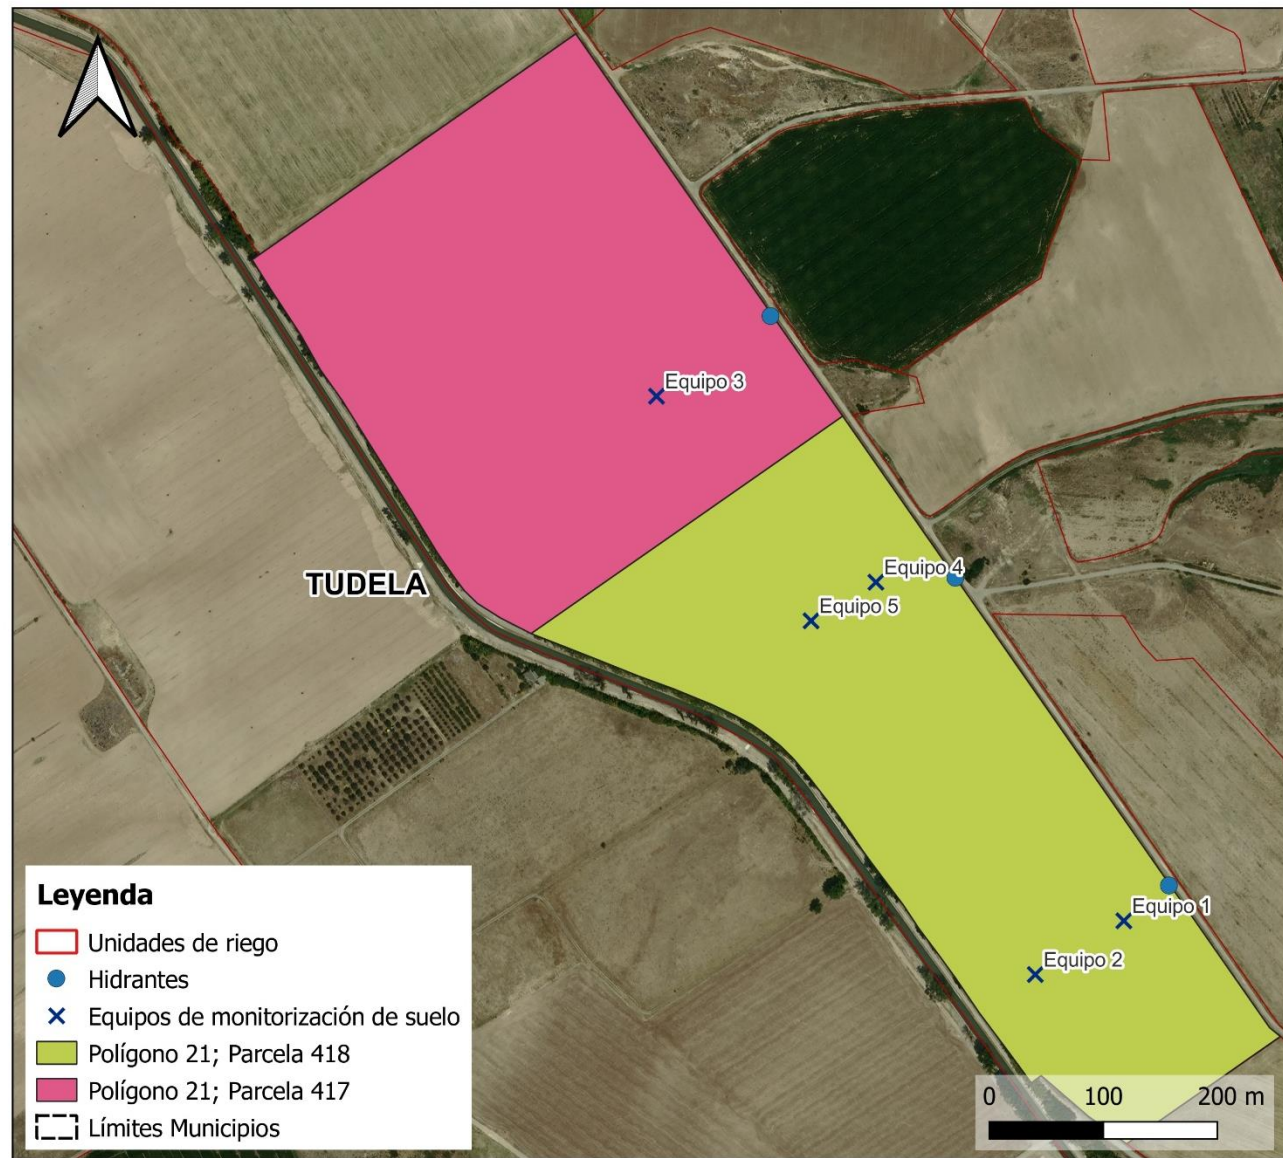 Equipo 3
Equipo 4
TUDELA
Equipo 5
Equipo 1
Equipo 2
Leyenda
Unidades de riego
Hidrantes
Equipos de monitorización de suelo
Polígono 21; Parcela 418
Polígono 21; Parcela 417
Límites Municipios
0 100 200 m